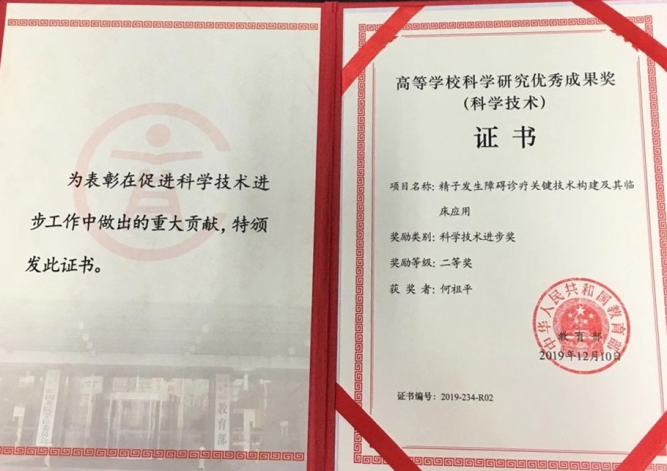 为表彰在促进科学技术进
步工作中做出的重大贡献，特颁
发此证书。
教育部
高等学校科学研究优秀成果奖
(科学技术)
证书
项目名称：精子发生障碍诊疗关键技术构建及其临
床应用
奖励类别：科学技术进步奖
奖励等级：二等奖
获奖者：何祖平
中华人民共和国教育部
教育部
2019年12月10日
证书编号：2019-234-R02